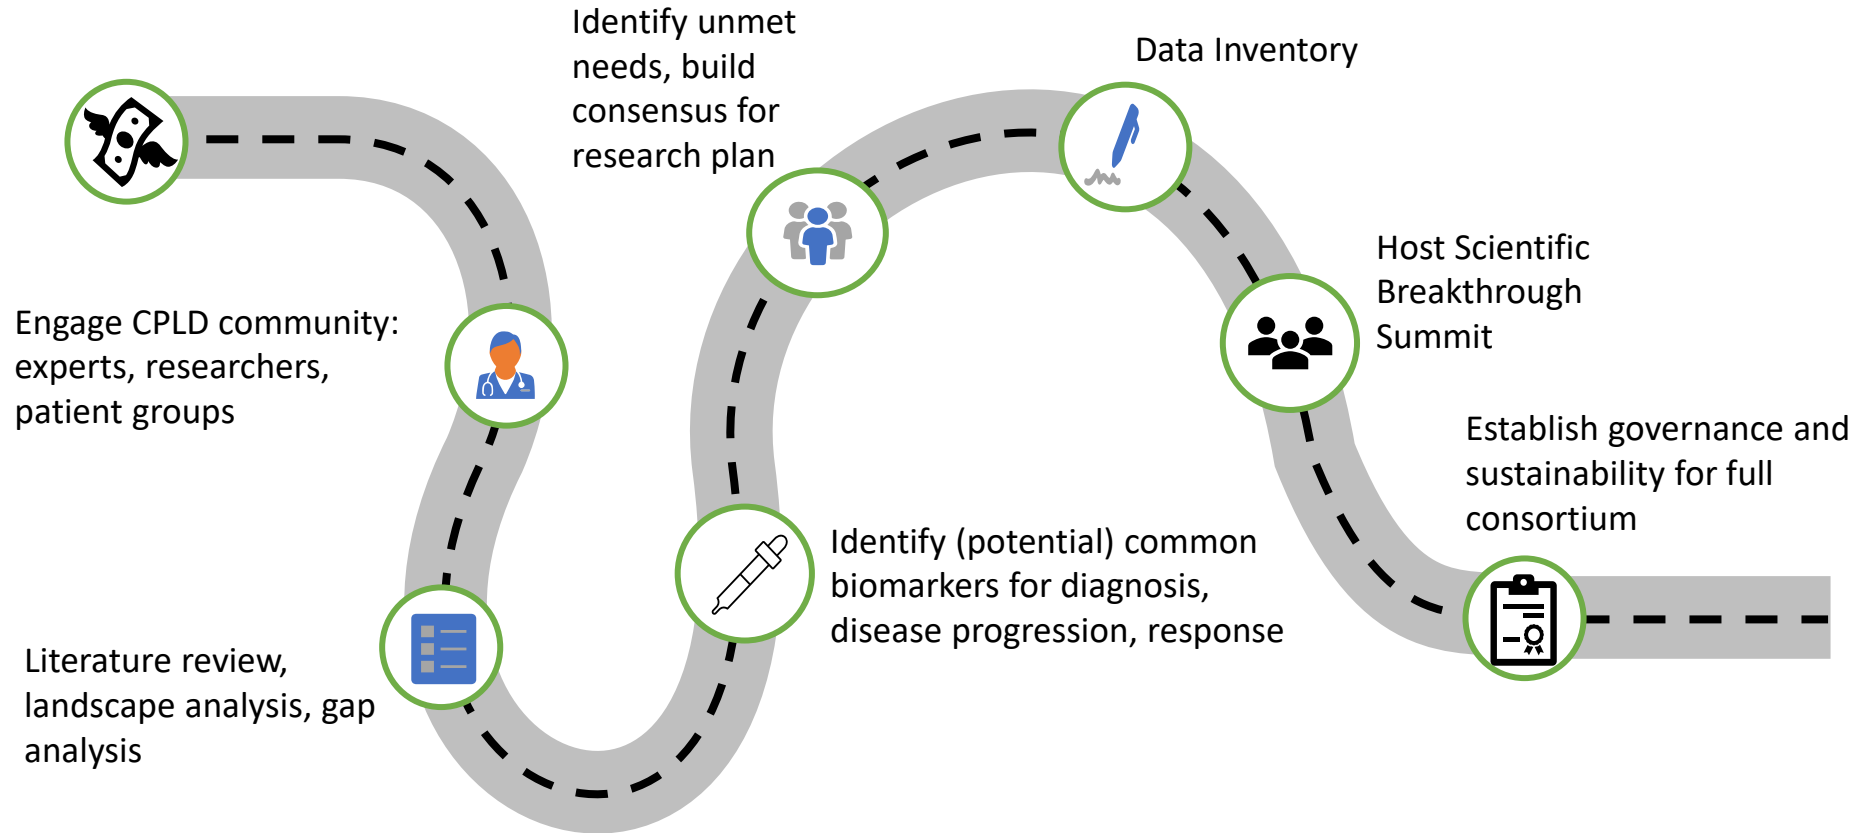 Identify unmet
needs, build
consensus for
research plan
Data Inventory
Host Scientific
Breakthrough
Summit
Engage CPLD community:
experts, researchers,
patient groups
Establish governance and
sustainability for full
consortium
Identify (potential) common
biomarkers for diagnosis,
disease progression, response
Literature review,
landscape analysis, gap
analysis